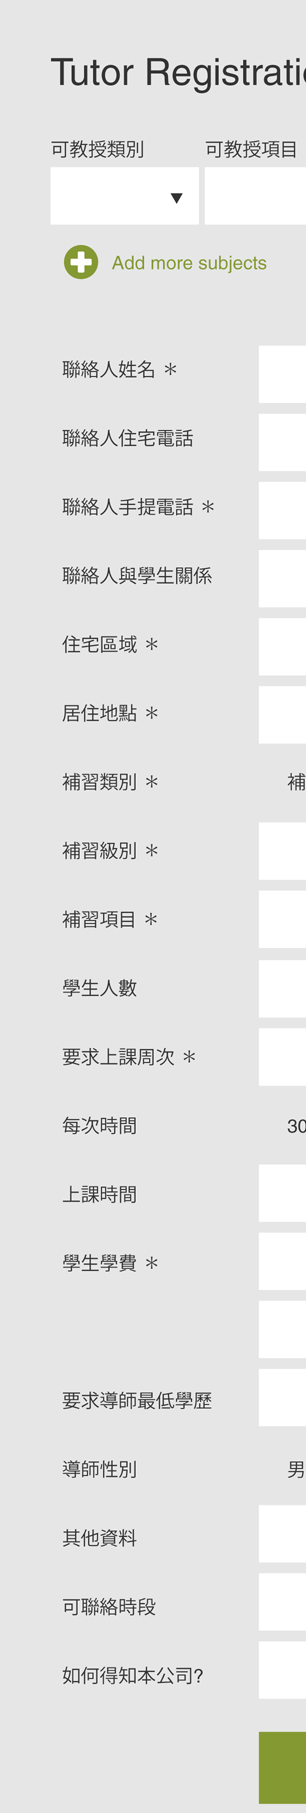 Tutor Registrati
可教授類別 可教授項目
Add more subjects
聯絡人姓名 *
聯絡人住宅電話
聯絡人手提電話 *
聯絡人與學生關係
住宅區域 *
居住地點 *
補習類別 * 補
補習級別 *
補習項目 *
學生人數
要求上課周次 *
每次時間 30
上課時間
學生學費 *
要求導師最低學歷
導師性別 男
其他資料
可聯絡時段
如何得知本公司?